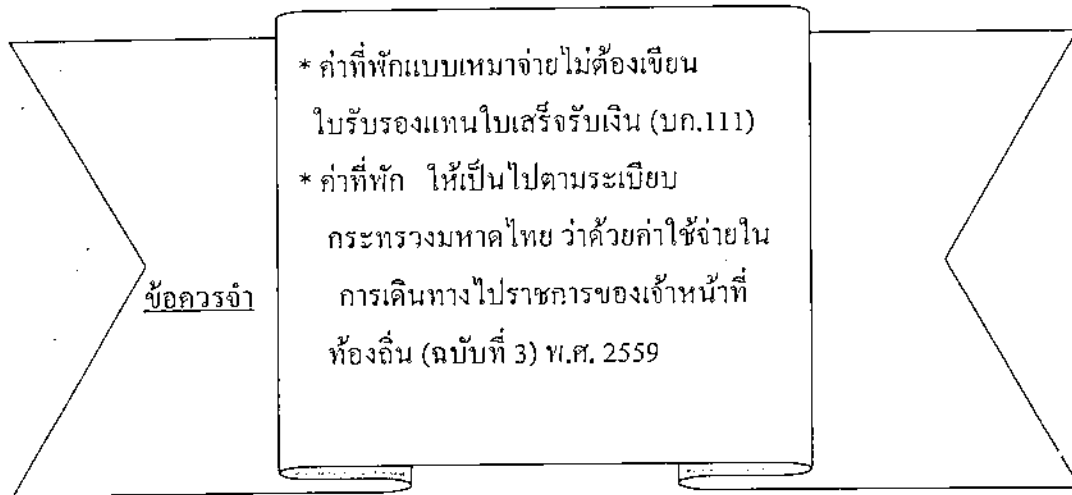 * ค่าที่พักแบบเหมาจ่ายไม่ต้องเขียน
ใบรับรองแทนใบเสร็จรับเงิน (บก.111)
* ค่าที่พัก ให้เป็นไปตามระเบียบ
กระทรวงมหาดไทย ว่าด้วยค่าใช้จ่ายใน
การเดินทางไปราชการของเจ้าหน้าที่
ท้องถิ่น (ฉบับที่ 3) พ.ศ. 2559
ข้อควรจำ